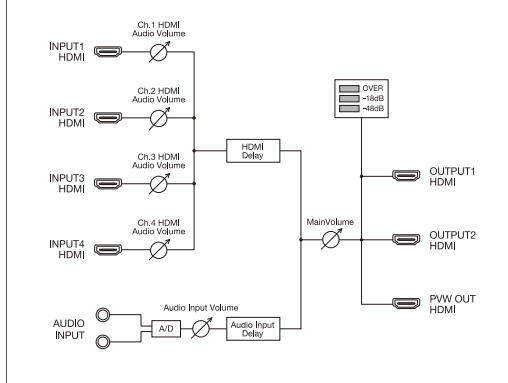 Ch.1 HDMI
Audio Volume
INPUT1
HDMI
Ch.2 HDMI
Audio Volume
INPUT2
HDMI
Ch.3 HDMI
Audio Volume
INPUT3
HDMI
Ch.4 HDMI
Audio Volume
INPUT4
HDMI
HDMI
Delay
OVER
-18dB
-48dB
OUTPUT1
HDMI
MainVolume
OUTPUT2
HDMI
PVW OUT
HDMI
AUDIO
INPUT
A/D
Audio Input Volume
Audio Input
Delay